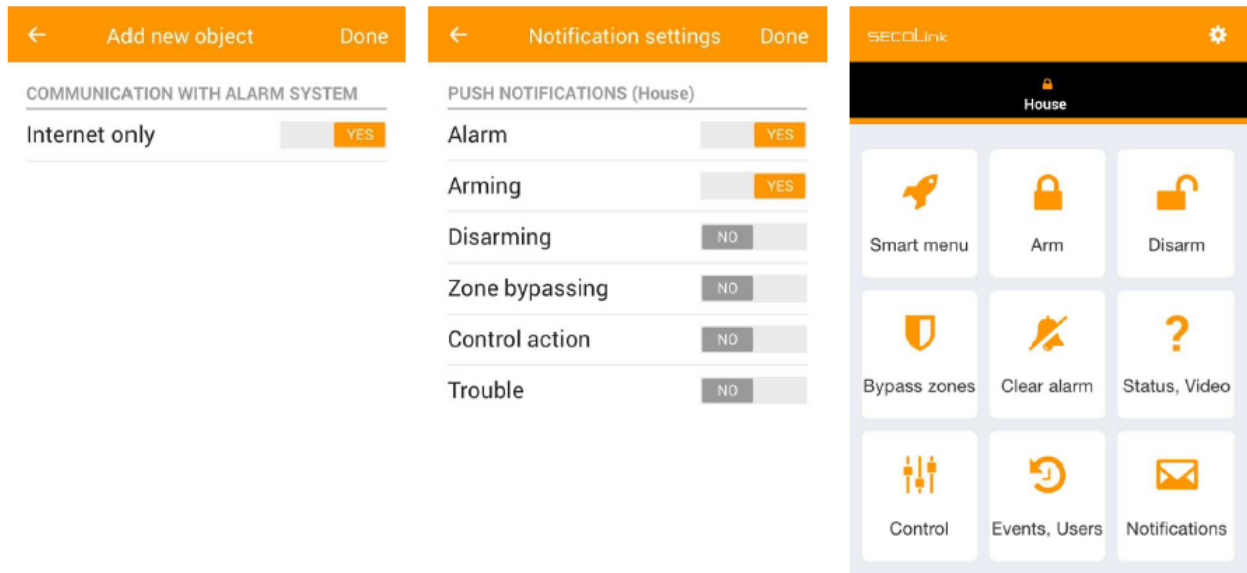 Add new object Done
COMMUNICATION WITH ALARM SYSTEM
Internet only YES
Notification settings Done
PUSH NOTIFICATIONS (House)
Alarm YES
Arming YES
Disarming NO
Zone bypassing NO
Control action NO
Trouble NO
SECOLink
House
Smart menu Arm Disarm
Bypass zones Clear alarm Status, Video
Control Events, Users Notifications